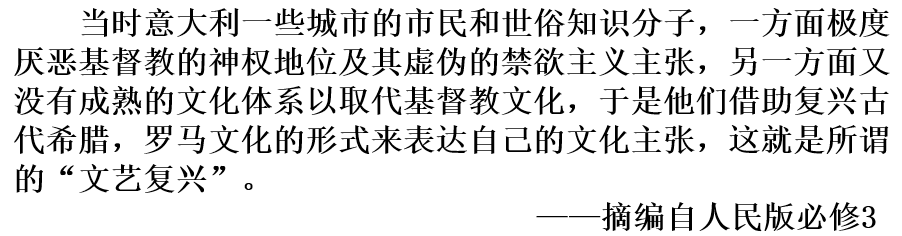 当时意大利一些城市的市民和世俗知识分子，一方面极度
厌恶基督教的神权地位及其虚伪的禁欲主义主张，另一方面又
没有成熟的文化体系以取代基督教文化，于是他们借助复兴古
代希腊，罗马文化的形式来表达自己的文化主张，这就是所谓
的“文艺复兴”。
——摘编自人民版必修3